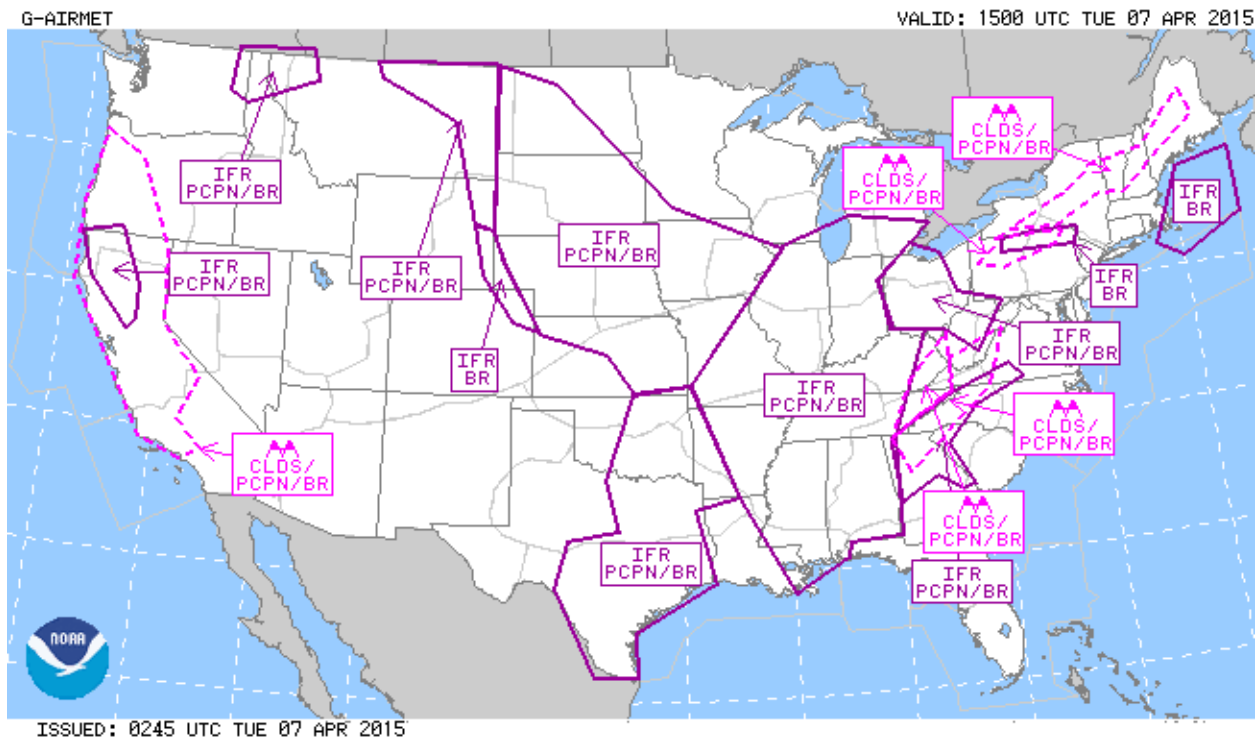 G-AIRMET
VALID: 1500 UTC TUE 07 APR 2015
CLDS/
PCPN/BR
CLDS/
PCPN/BR
IFR
PCPN/BR
IFR
BR
IFR
PCPN/BR
IFR
PCPN/BR
IFR
PCPN/BR
IFR
BR
IFR
PCPN/BR
IFR
BR
IFR
PCPN/BR
CLDS/
PCPN/BR
CLDS/
PCPN/BR
CLDS/
PCPN/BR
IFR
PCPN/BR
IFR
PCPN/BR
NOAA
ISSUED: 0245 UTC TUE 07 APR 2015